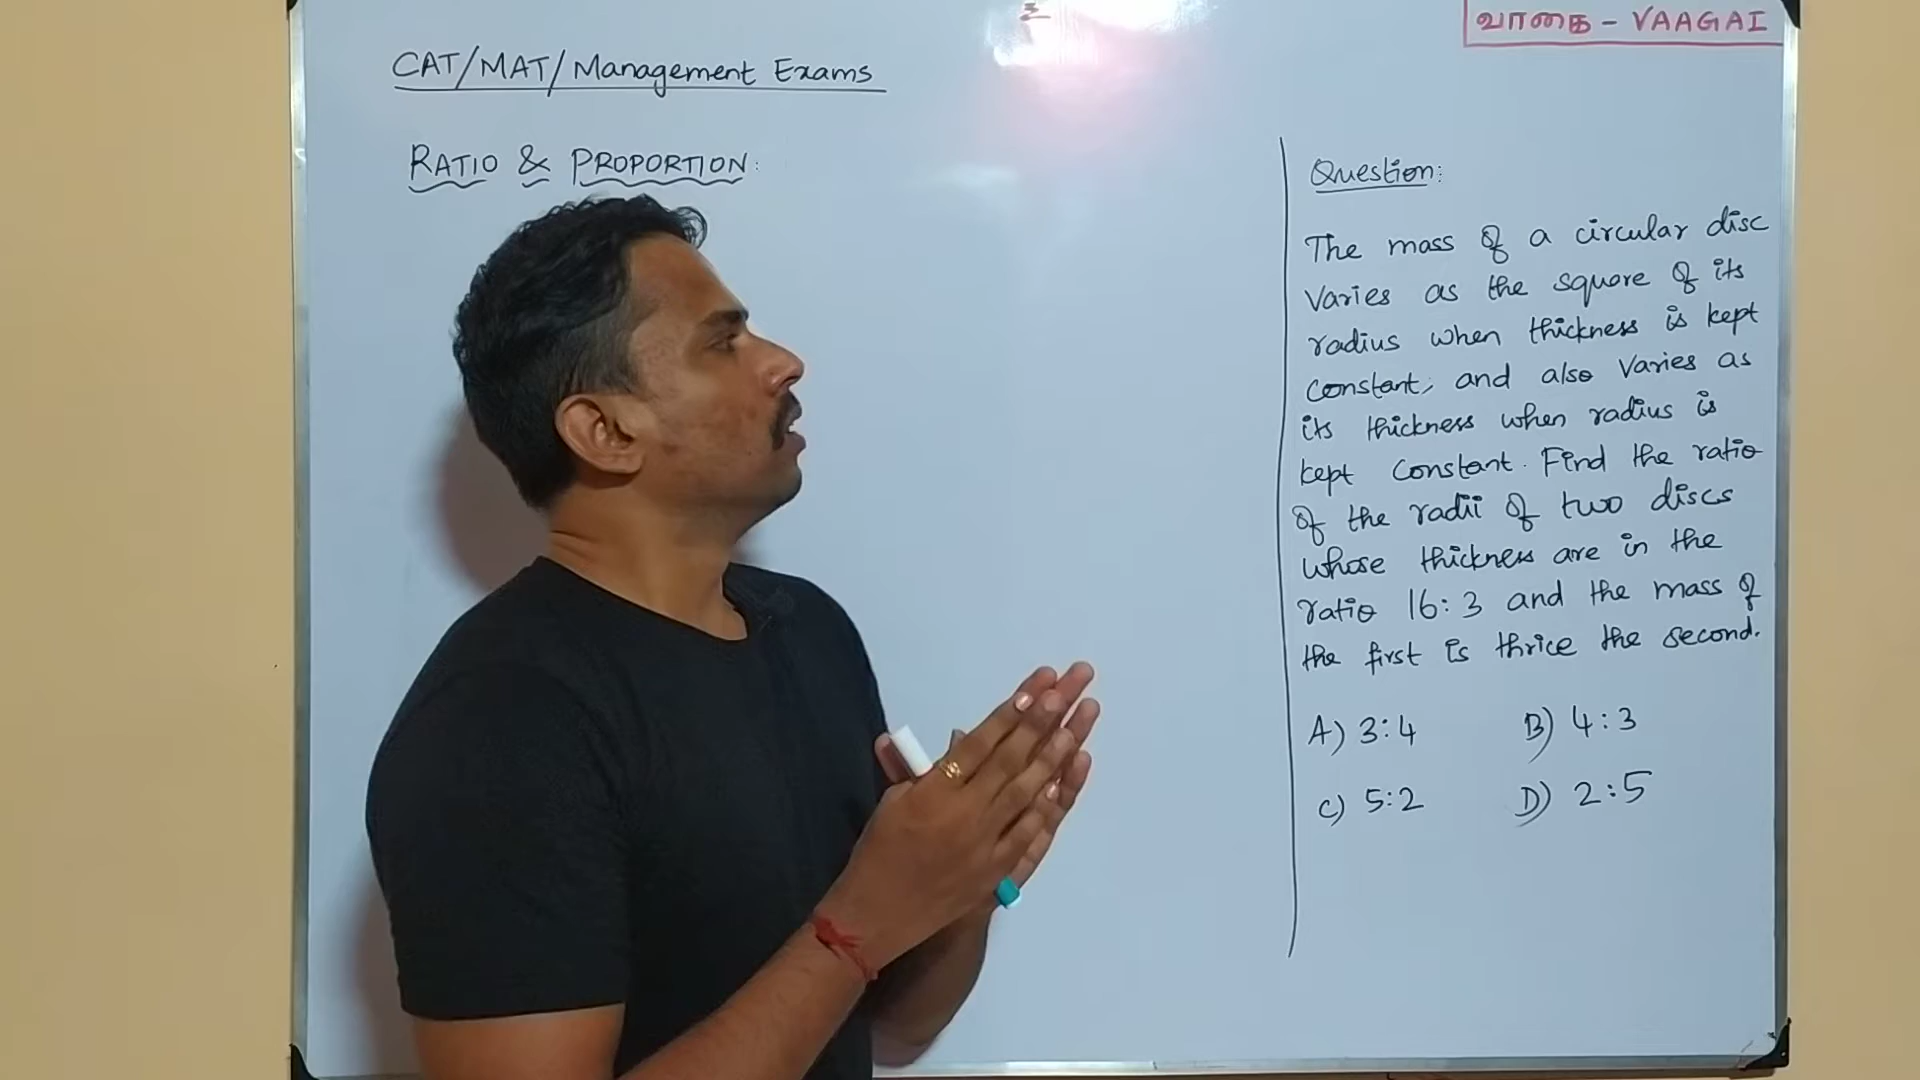 வாகை - VAAGAI
CAT/MAT/Management Exams
RATIO & PROPORTION:
Question:
The mass of a circular disc
varies as the square of its
radius when thickness is kept
constant, and also varies as
its thickness when radius is
kept constant. Find the ratio
of the radii of two discs
whose thickness are in the
ratio 16:3 and the mass of
the first is thrice the second.
A) 3:4 B) 4:3
C) 5:2 D) 2:5